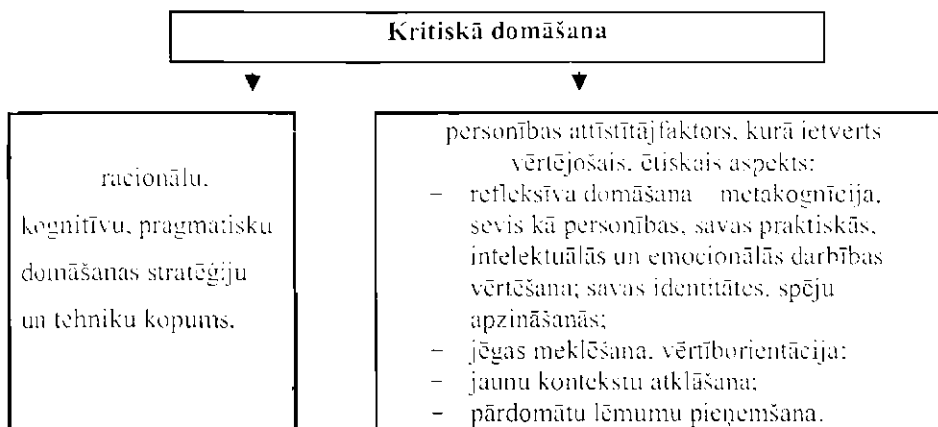 Kritiskā domāšana
racionālu,
kognitīvu, pragmatisku
domāšanas stratēģiju
un tehniku kopums.
personības attīstītājfaktors, kurā ietverts
vērtējošais, ētiskais aspekts:
– refleksīva domāšana – metakognīcija,
sevis kā personības, savas praktiskās,
intelektuālās un emocionālās darbības
vērtēšana; savas identitātes, spēju
apzināšanās;
– jēgas meklēšana, vērtīborientācija;
– jaunu kontekstu atklāšana;
– pārdomātu lēmumu pieņemšana.